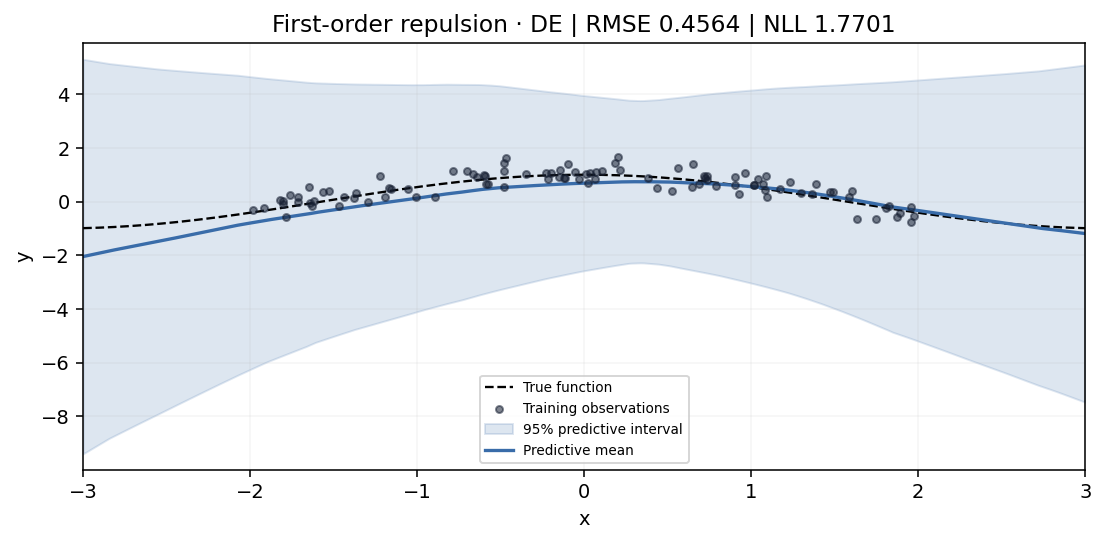 First-order repulsion · DE | RMSE 0.4564 | NLL 1.7701
y
4
2
0
−2
−4
−6
−8
True function
Training observations
95% predictive interval
Predictive mean
−3 −2 −1 0 1 2 3
x